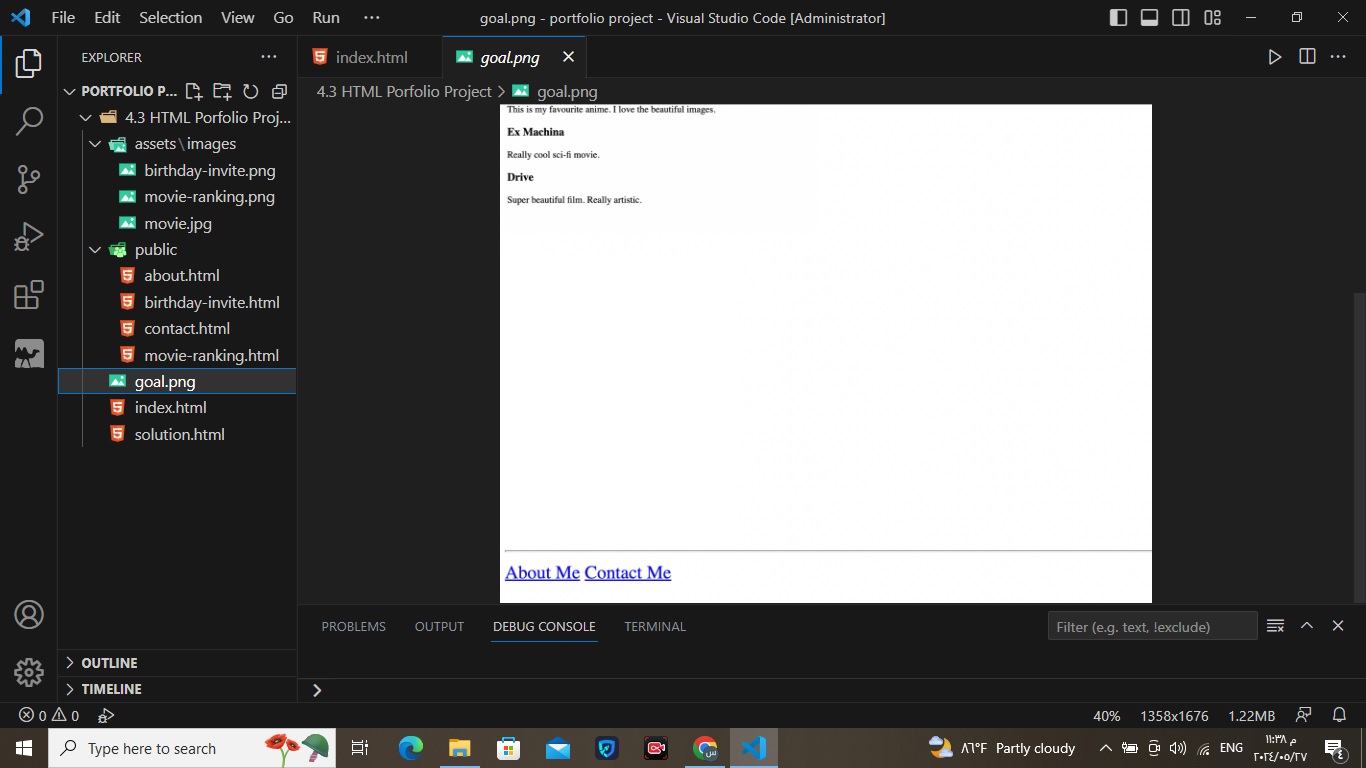 File Edit Selection View Go Run ···
goal.png - portfolio project - Visual Studio Code [Administrator]
EXPLORER
PORTFOLIO P...
4.3 HTML Porfolio Proj...
assets\images
birthday-invite.png
movie-ranking.png
movie.jpg
public
about.html
birthday-invite.html
contact.html
movie-ranking.html
goal.png
index.html
solution.html
OUTLINE
TIMELINE
index.html goal.png
4.3 HTML Porfolio Project > goal.png
This is my favourite anime. I love the beautiful images.
Ex Machina
Really cool sci-fi movie.
Drive
Super beautiful film. Really artistic.
About Me Contact Me
PROBLEMS OUTPUT DEBUG CONSOLE TERMINAL
Filter (e.g. text, !exclude)
0 0
40% 1358x1676 1.22MB
Type here to search
٨٦°F Partly cloudy
ENG
١١:٣٨ م
٢٠٢٤/٠٥/٢٧
٤